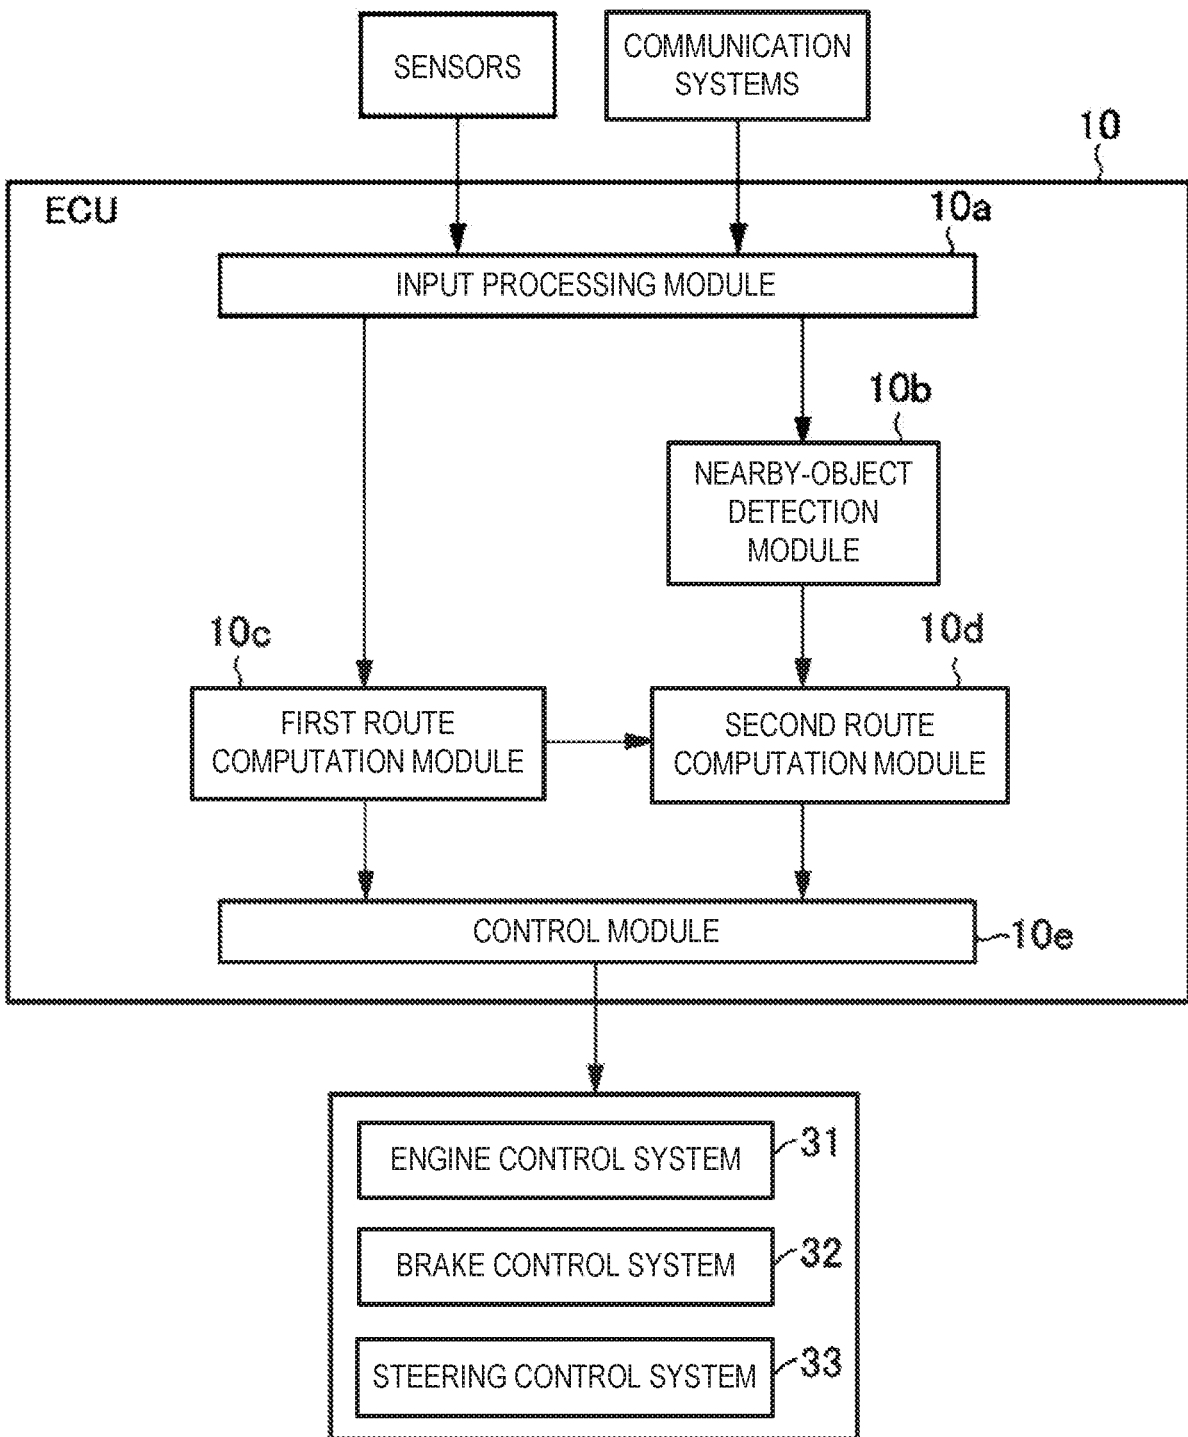 SENSORS
COMMUNICATION
SYSTEMS
10
ECU
10a
INPUT PROCESSING MODULE
10b
NEARBY-OBJECT
DETECTION
MODULE
10c
10d
FIRST ROUTE
COMPUTATION MODULE
SECOND ROUTE
COMPUTATION MODULE
CONTROL MODULE
10e
ENGINE CONTROL SYSTEM
31
BRAKE CONTROL SYSTEM
32
STEERING CONTROL SYSTEM
33